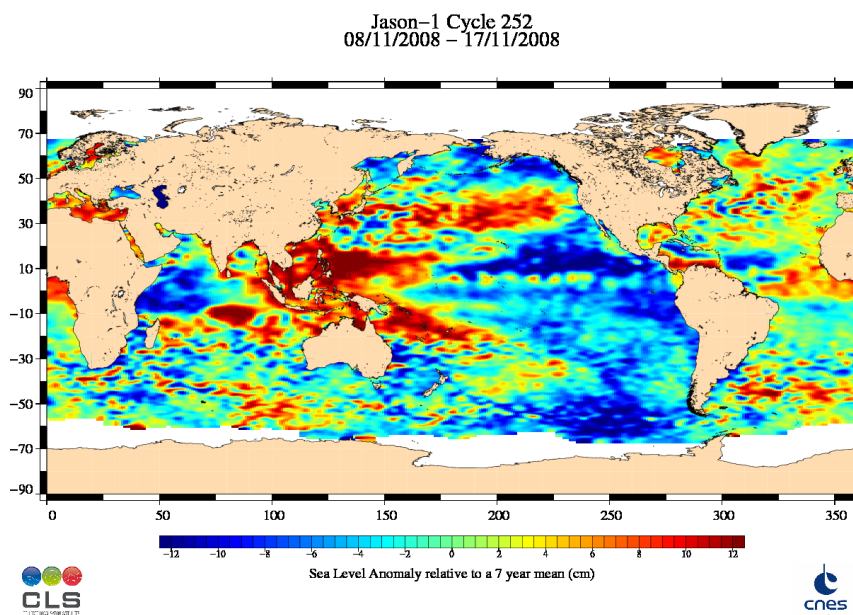 Jason-1 Cycle 252
08/11/2008 - 17/11/2008
90
70
50
30
10
-10
-30
-50
-70
-90
0 50 100 150 200 250 300 350
-12 -10 -8 -6 -4 -2 0 2 4 6 8 10 12
Sea Level Anomaly relative to a 7 year mean (cm)
CLS
cnes